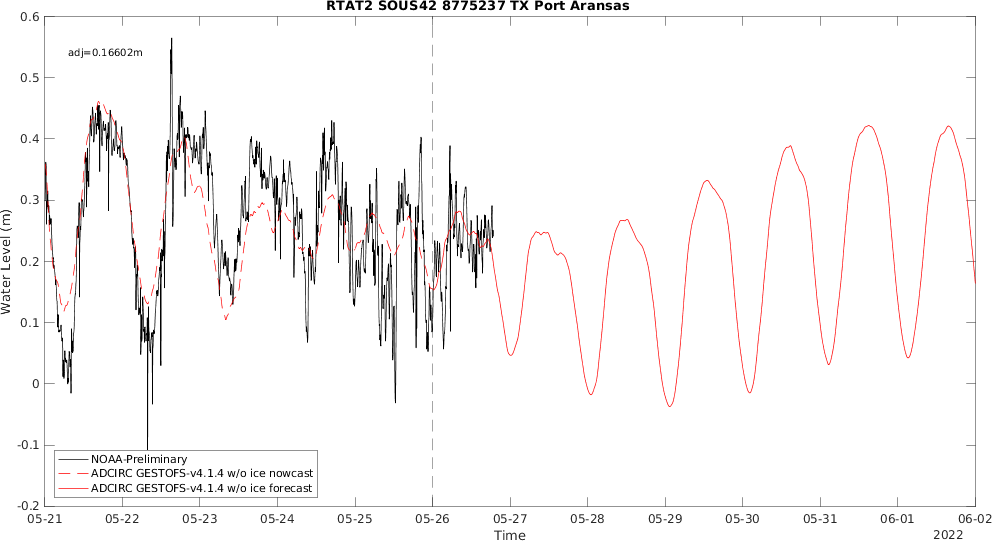 RTAT2 SOUS42 8775237 TX Port Aransas
0.6
adj=0.16602m
0.5
0.4
0.3
0.2
0.1
0
-0.1
-0.2
Water Level (m)
NOAA-Preliminary
ADCIRC GESTOFS-v4.1.4 w/o ice nowcast
ADCIRC GESTOFS-v4.1.4 w/o ice forecast
05-21 05-22 05-23 05-24 05-25 05-26 05-27 05-28 05-29 05-30 05-31 06-01 06-02
Time
2022